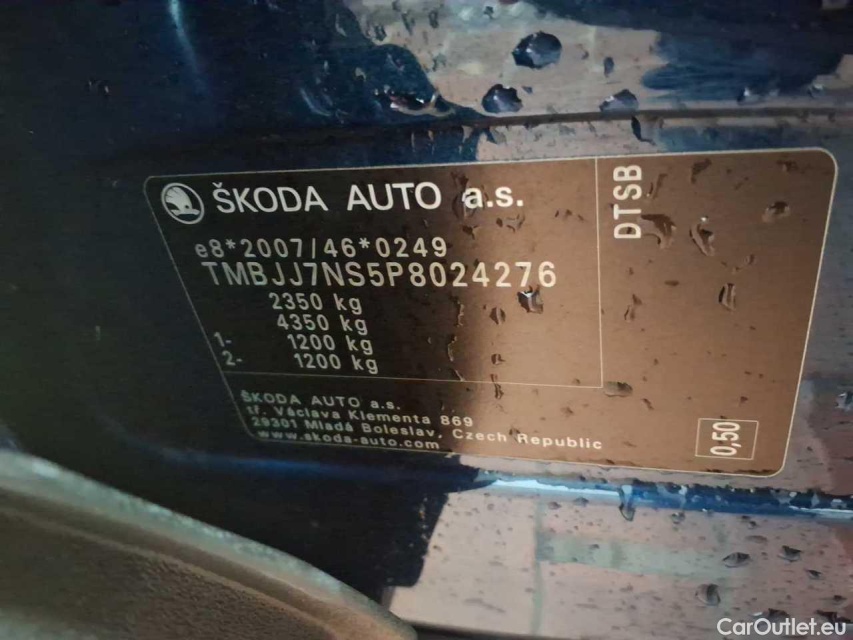 ŠKODA AUTO a.s.
e8*2007/46*0249
TMBJJ7NS5P8024276
2350 kg
4350 kg
1- 1200 kg
2- 1200 kg
ŠKODA AUTO a.s.
tř. Václava Klementa 869
29301 Mladá Boleslav, Czech Republic
www.skoda-auto.com
DTSB
0,50
CarOutlet.eu